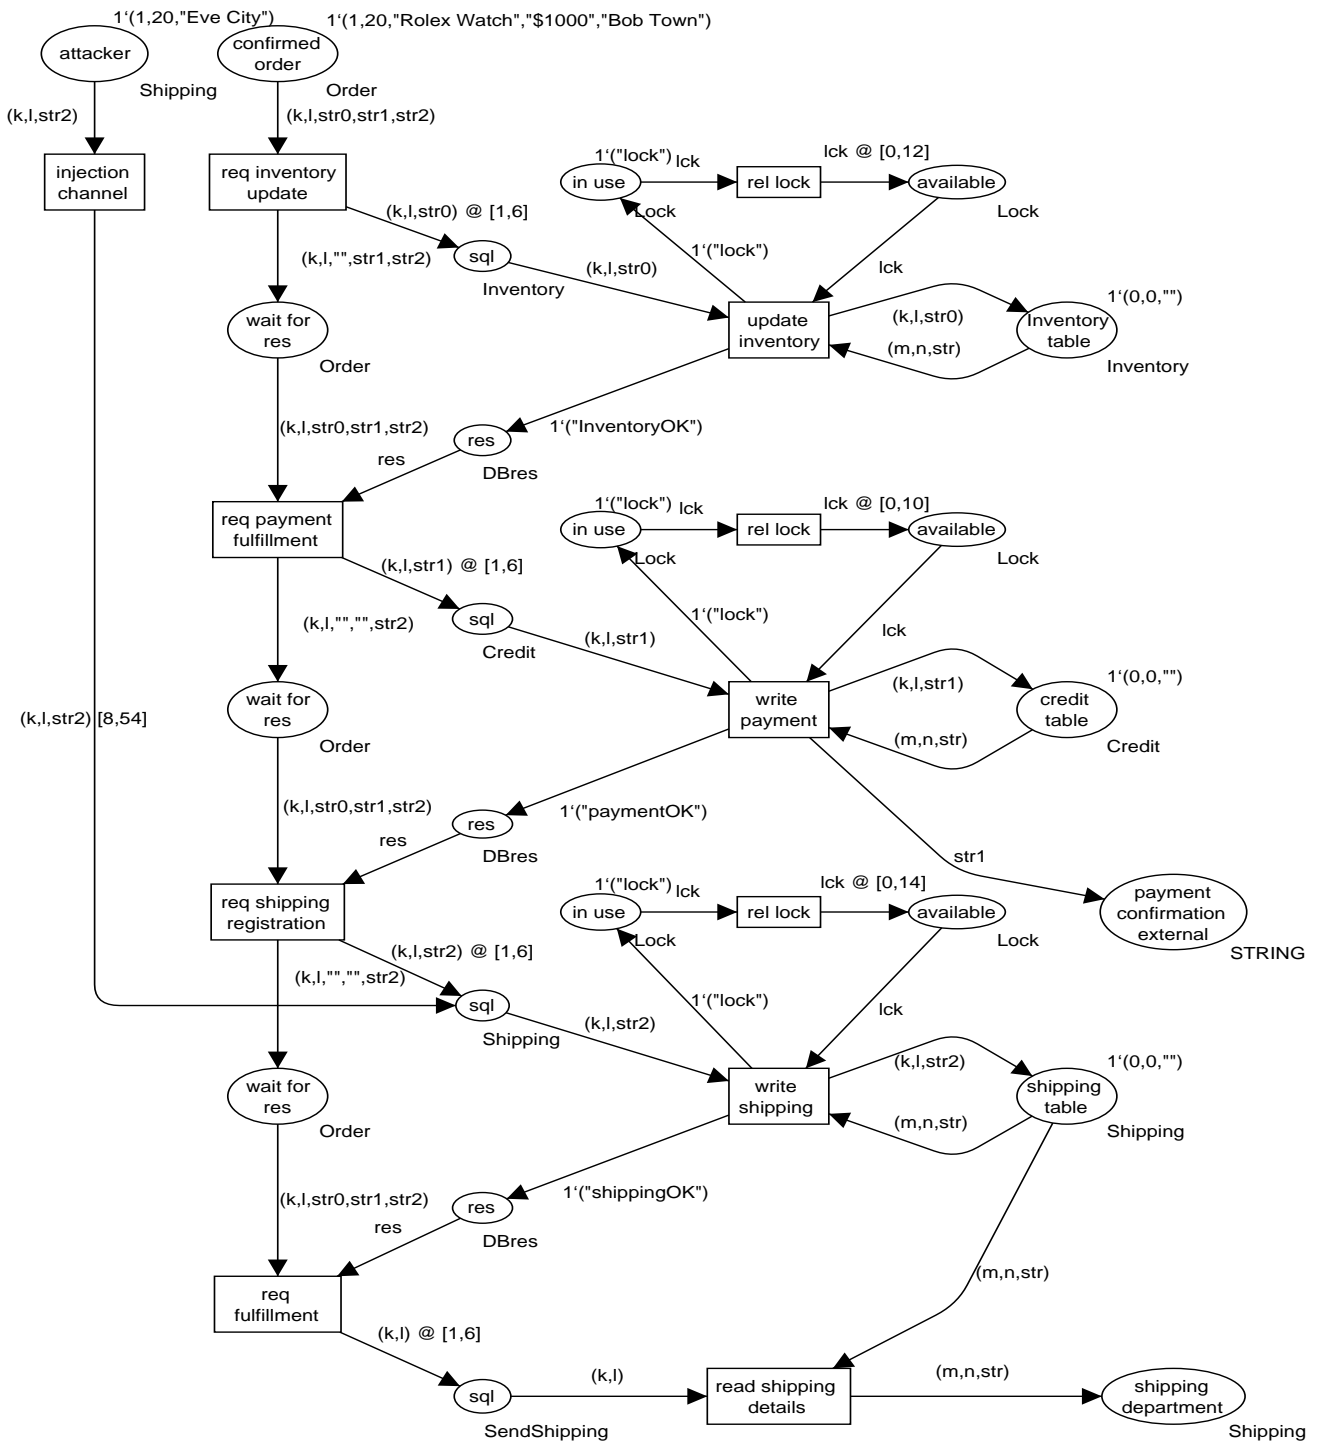 1‘(1,20,"Eve City")
1‘(1,20,"Rolex Watch","$1000","Bob Town")
attacker
confirmed
order
Shipping
Order
(k,l,str2)
(k,l,str0,str1,str2)
injection
channel
req inventory
update
1‘("lock")
lck
lck @ [0,12]
in use
rel lock
available
Lock
Lock
(k,l,str0) @ [1,6]
(k,l,"",str1,str2)
sql
Inventory
(k,l,str0)
1‘("lock")
lck
wait for
res
Order
update
inventory
(k,l,str0)
(m,n,str)
1‘(0,0,"")
Inventory
table
Inventory
(k,l,str0,str1,str2)
res
1‘("InventoryOK")
res
DBres
req payment
fulfillment
1‘("lock")
lck
lck @ [0,10]
in use
rel lock
available
Lock
Lock
(k,l,str1) @ [1,6]
(k,l,"","",str2)
sql
Credit
(k,l,str1)
1‘("lock")
lck
wait for
res
Order
(k,l,str2) [8,54]
write
payment
(k,l,str1)
(m,n,str)
1‘(0,0,"")
credit
table
Credit
(k,l,str0,str1,str2)
res
1‘("paymentOK")
res
DBres
str1
payment
confirmation
external
STRING
req shipping
registration
1‘("lock")
lck
lck @ [0,14]
in use
rel lock
available
Lock
Lock
(k,l,str2) @ [1,6]
(k,l,"","",str2)
sql
Shipping
(k,l,str2)
1‘("lock")
lck
wait for
res
Order
write
shipping
(k,l,str2)
(m,n,str)
1‘(0,0,"")
shipping
table
Shipping
(k,l,str0,str1,str2)
res
1‘("shippingOK")
res
DBres
(m,n,str)
req
fulfillment
(k,l) @ [1,6]
sql
SendShipping
(k,l)
read shipping
details
(m,n,str)
shipping
department
Shipping